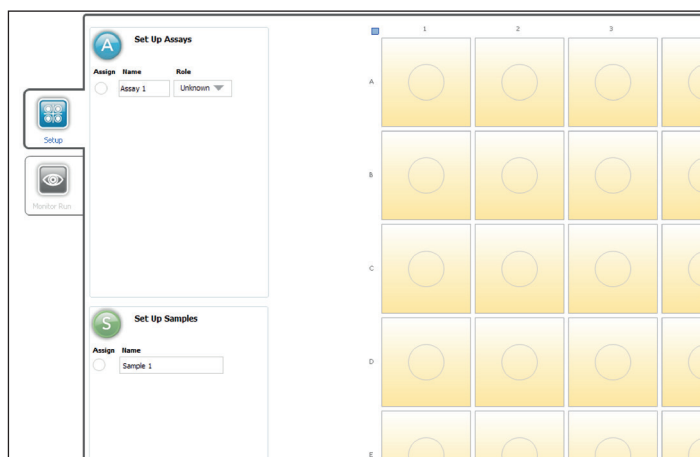 A Set Up Assays
Assign Name Role
Assay 1 Unknown
Setup
Monitor Run
S Set Up Samples
Assign Name
Sample 1
1 2 3
A
B
C
D
E